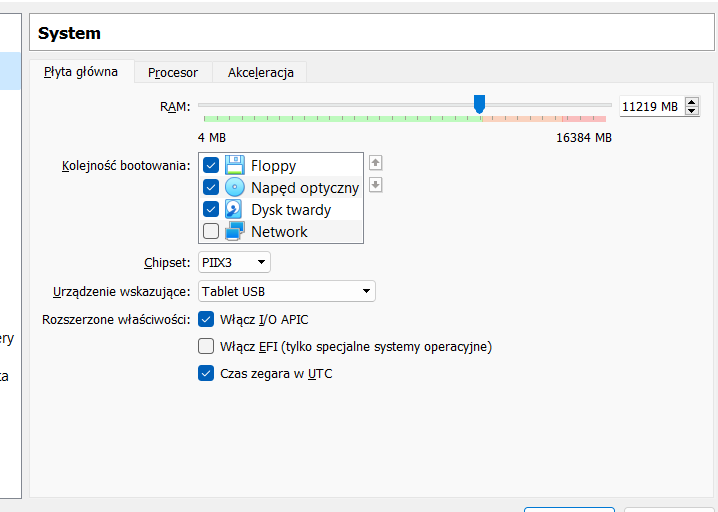 System
Płyta główna Procesor Akceleracja
RAM: 11219 MB
4 MB 16384 MB
Kolejność bootowania: Floppy
Napęd optyczny
Dysk twardy
Network
Chipset: PIIX3
Urządzenie wskazujące: Tablet USB
Rozszerzone właściwości: Włącz I/O APIC
ery Włącz EFI (tylko specjalne systemy operacyjne)
ta Czas zegara w UTC